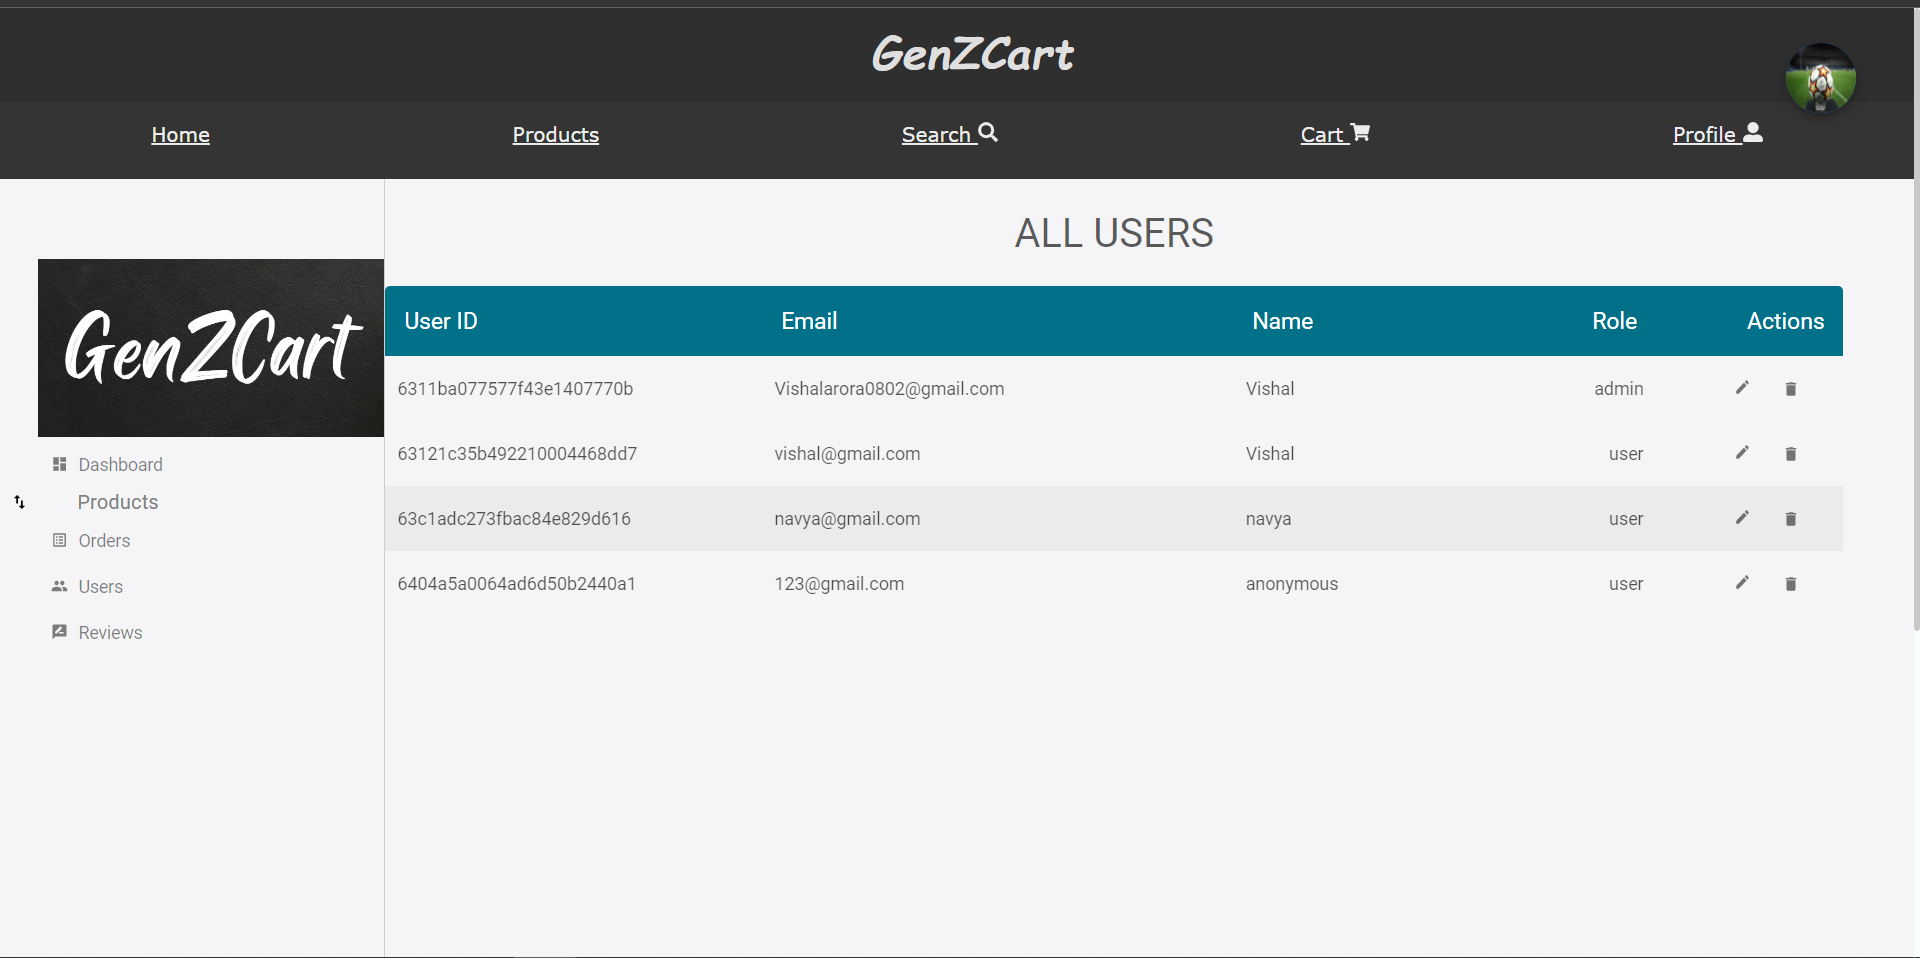 GenZCart
Home Products Search Cart Profile
ALL USERS
GenZCart
Dashboard
Products
Orders
Users
Reviews
User ID Email Name Role Actions
6311ba077577f43e1407770b Vishalarora0802@gmail.com Vishal admin
63121c35b492210004468dd7 vishal@gmail.com Vishal user
63c1adc273fbac84e829d616 navya@gmail.com navya user
6404a5a0064ad6d50b2440a1 123@gmail.com anonymous user